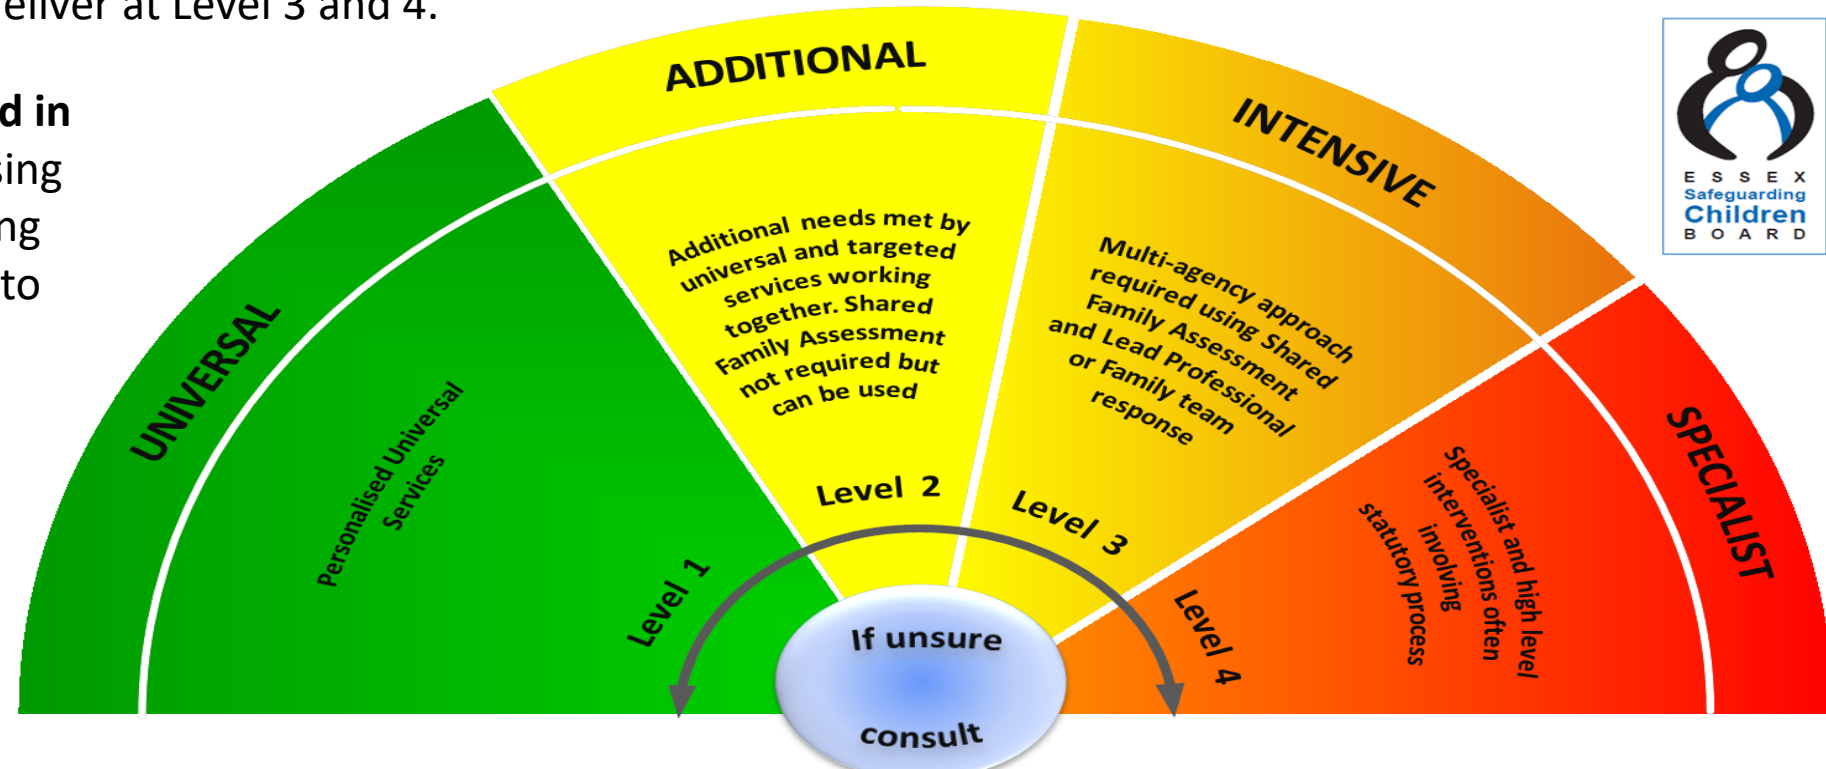 eliver at Level 3 and 4.
d in
sing
ng
to
UNIVERSAL
Personalised Universal
Services
Level 1
ADDITIONAL
Additional needs met by
universal and targeted
services working
together. Shared
Family Assessment
not required but
can be used
Level 2
INTENSIVE
Multi-agency approach
required using Shared
Family Assessment
and Lead Professional
or Family team
response
Level 3
SPECIALIST
Specialist and high level
interventions often
involving
statutory process
Level 4
If unsure
consult
ESSEX
Safeguarding
Children
BOARD